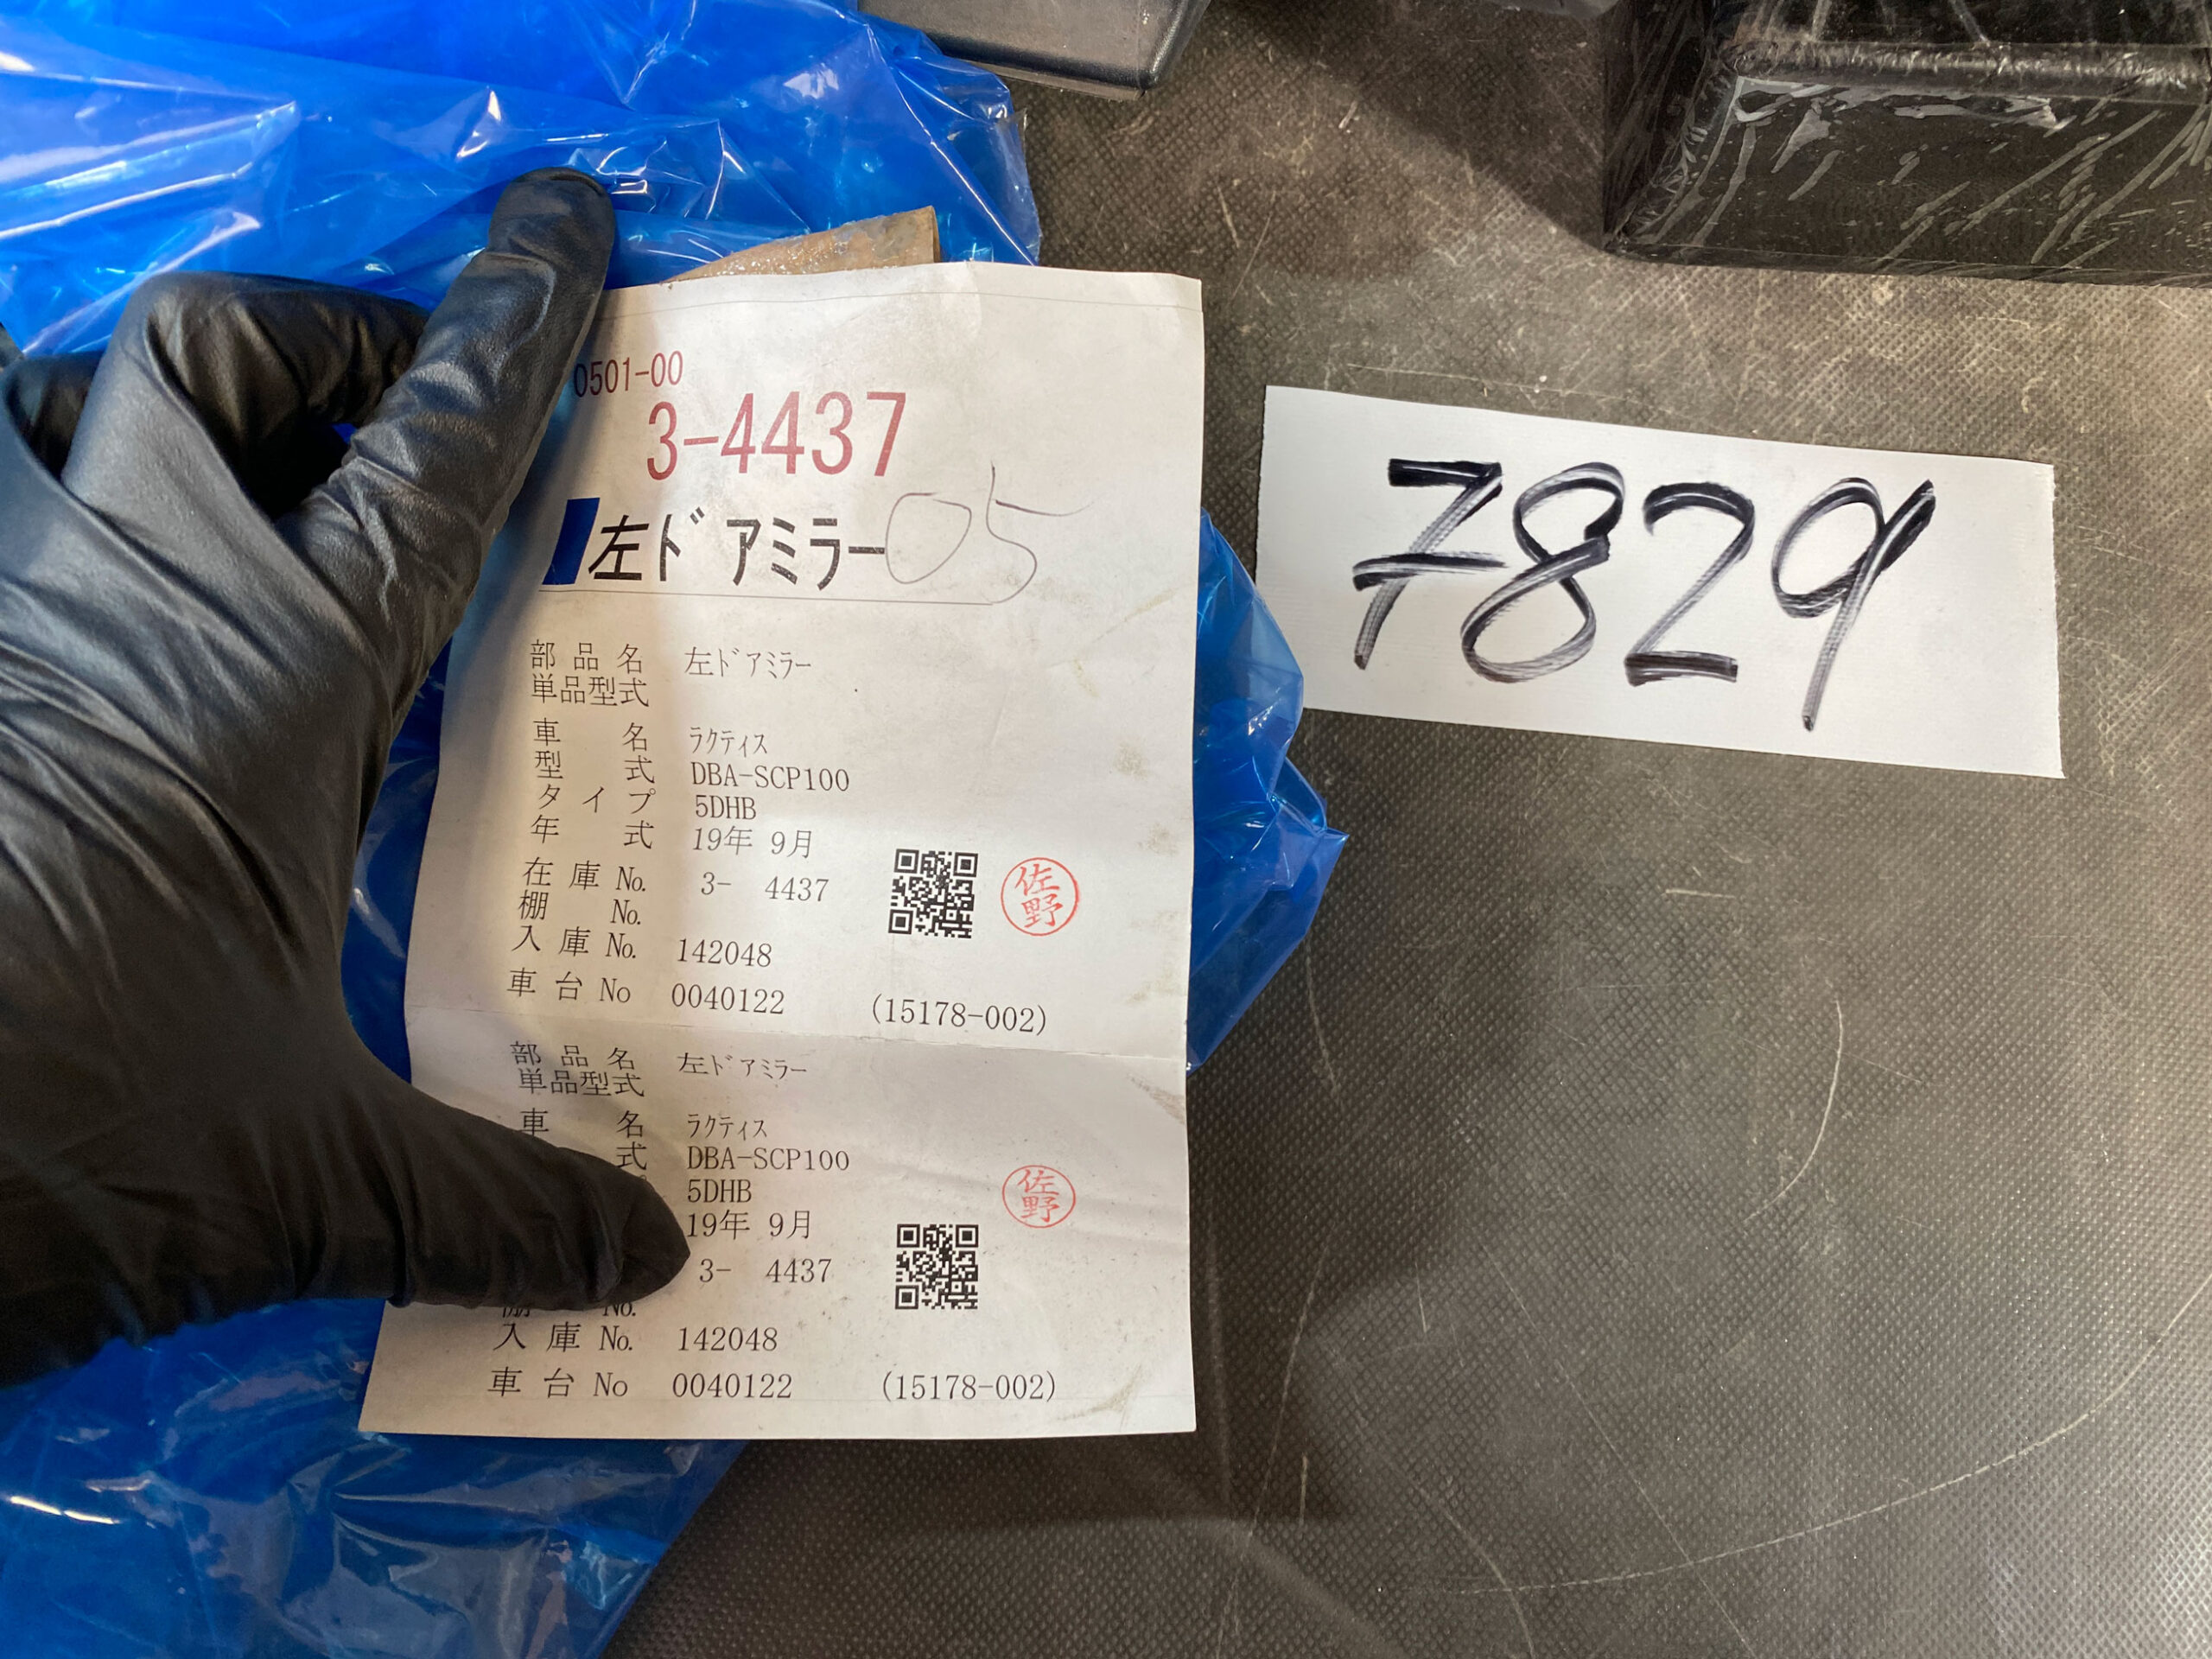 0501-00
3-4437
左ドアミラー 05
部品名 左ドアミラー
単品型式
車名 ラクティス
型式 DBA-SCP100
タイプ 5DHB
年式 19年 9月
在庫No. 3- 4437
棚No.
入庫No. 142048
車台No 0040122 (15178-002)
佐野
部品名 左ドアミラー
単品型式
車名 ラクティス
式 DBA-SCP100
5DHB
19年 9月
3- 4437
棚 No.
入庫No. 142048
車台No 0040122 (15178-002)
佐野
7829